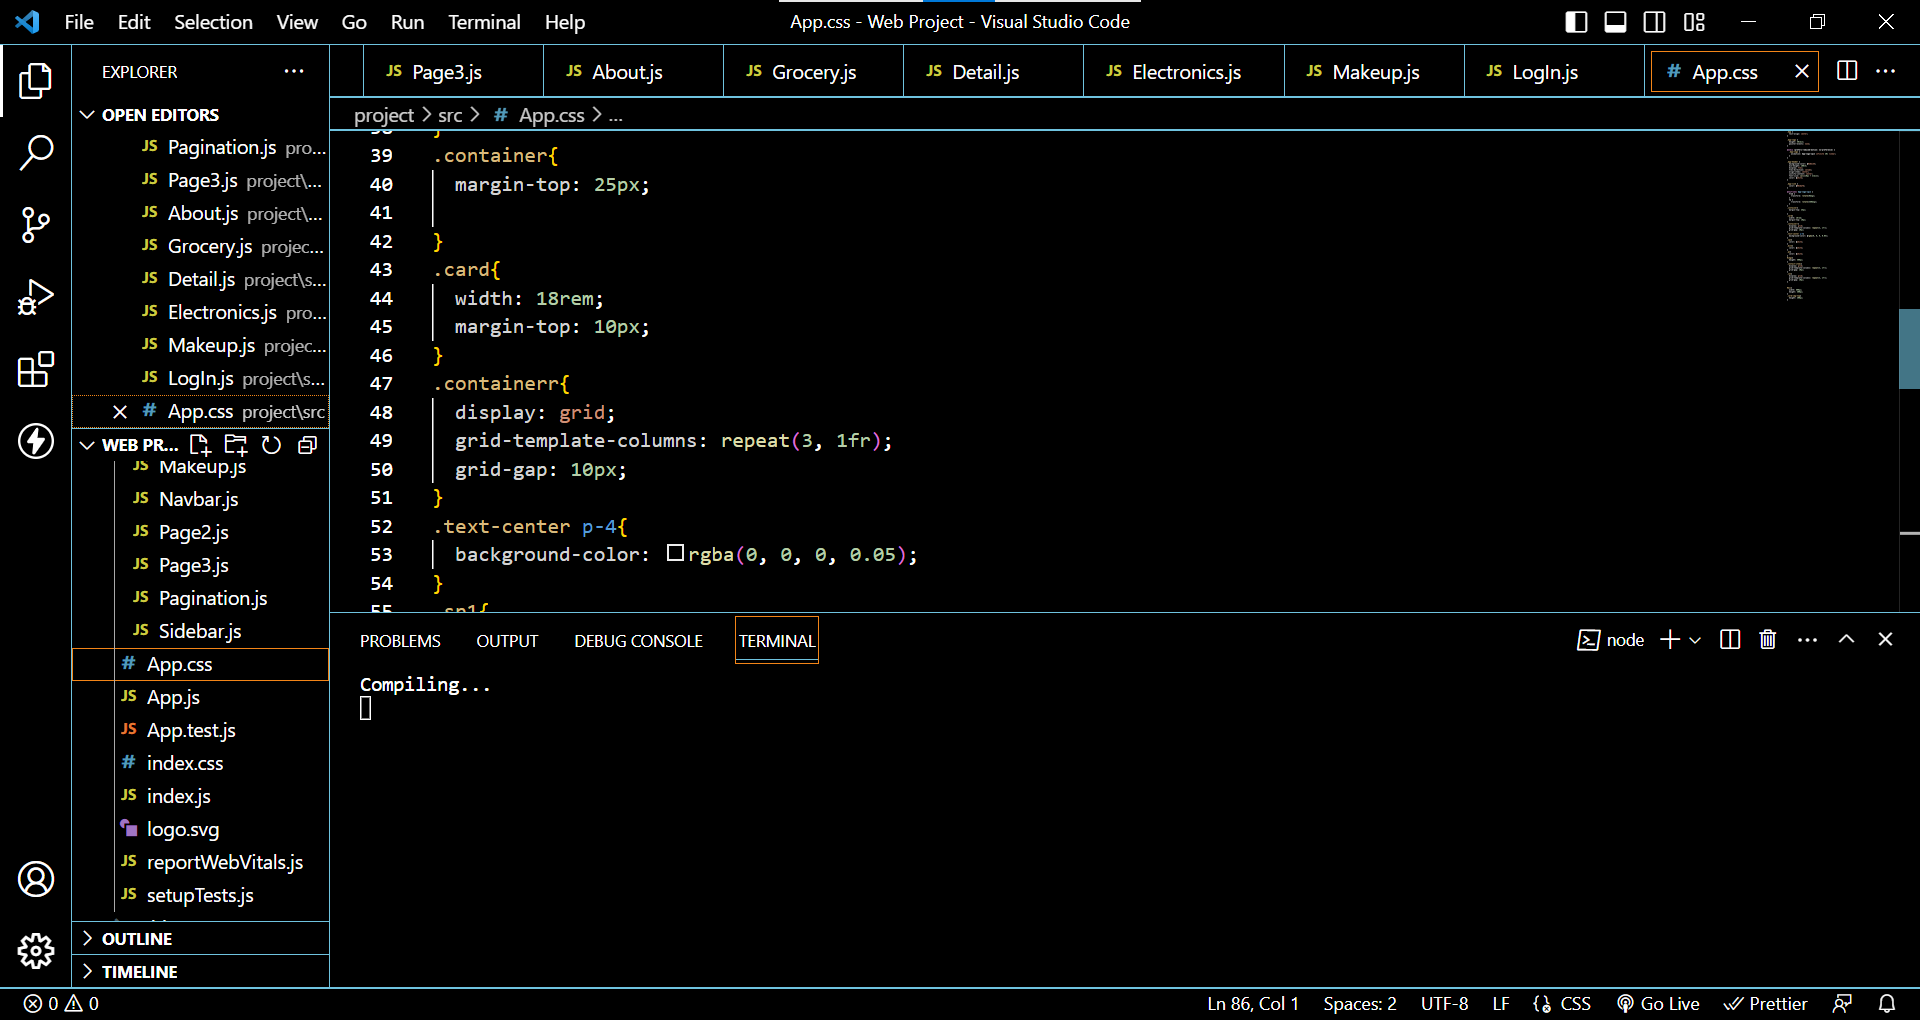 File Edit Selection View Go Run Terminal Help
App.css - Web Project - Visual Studio Code
EXPLORER
OPEN EDITORS
JS Pagination.js pro...
JS Page3.js project\...
JS About.js project\...
JS Grocery.js projec...
JS Detail.js project\s...
JS Electronics.js pro...
JS Makeup.js projec...
JS LogIn.js project\s...
# App.css project\src
WEB PR...
JS Makeup.js
JS Navbar.js
JS Page2.js
JS Page3.js
JS Pagination.js
JS Sidebar.js
# App.css
JS App.js
JS App.test.js
# index.css
JS index.js
logo.svg
JS reportWebVitals.js
JS setupTests.js
OUTLINE
TIMELINE
JS Page3.js JS About.js JS Grocery.js JS Detail.js JS Electronics.js JS Makeup.js JS LogIn.js # App.css
project > src > # App.css > ...
38 }
39 .container{
40 margin-top: 25px;
41
42 }
43 .card{
44 width: 18rem;
45 margin-top: 10px;
46 }
47 .containerr{
48 display: grid;
49 grid-template-columns: repeat(3, 1fr);
50 grid-gap: 10px;
51 }
52 .text-center p-4{
53 background-color: rgba(0, 0, 0, 0.05);
54 }
55 .sp1{
PROBLEMS OUTPUT DEBUG CONSOLE TERMINAL
node
Compiling...
0 0
Ln 86, Col 1 Spaces: 2 UTF-8 LF CSS Go Live Prettier